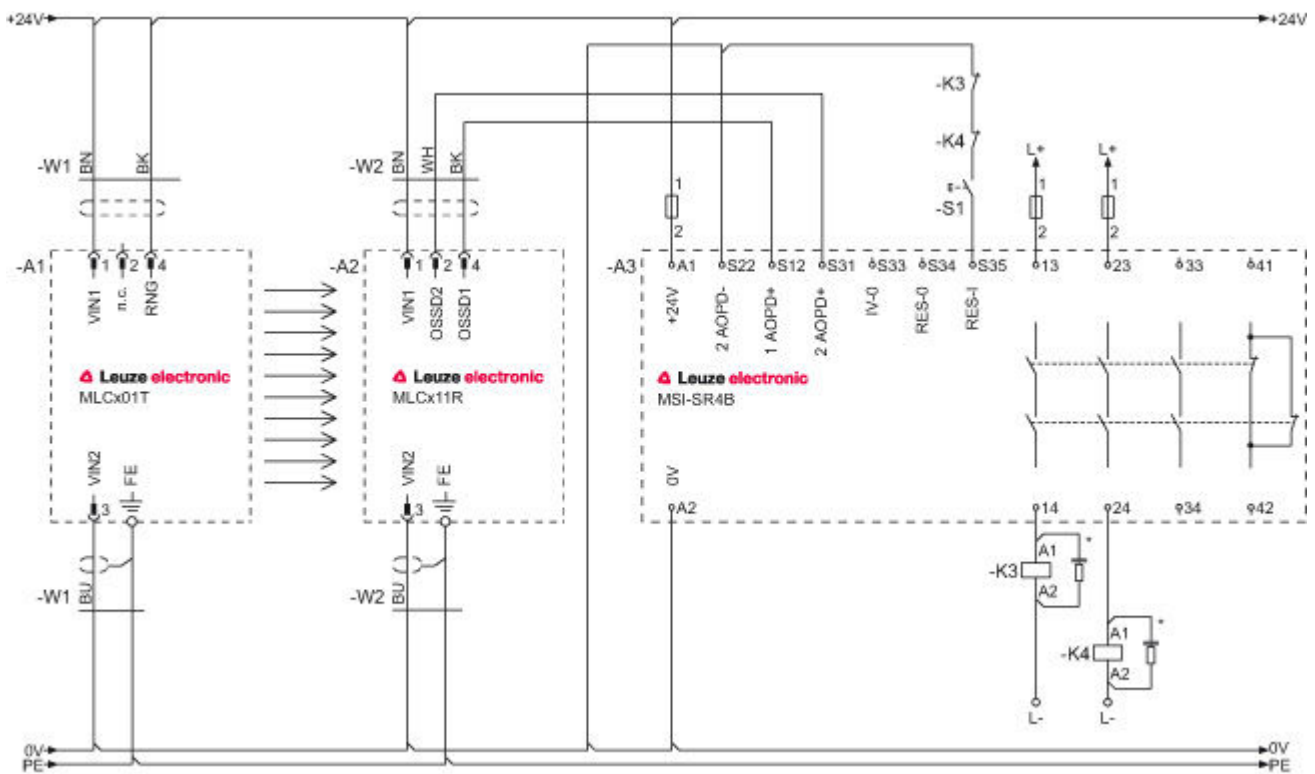 +24V +24V
-K3
-K4
L+ L+
-W1 BN BK -W2 BN WH BK
1 1 1
E- -S1
2 2 2
-A1 1 2 4 -A2 1 2 4 -A3 A1 S22 S12 S31 S33 S34 S35 13 23 33 41
VIN1 n.c. RNG VIN1 OSSD2 OSSD1 +24V 2 AOPD- 1 AOPD+ 2 AOPD+ IV-0 RES-0 RES-I
Leuze electronic Leuze electronic Leuze electronic
MLCx01T MLCx11R MSI-SR4B
VIN2 FE VIN2 FE 0V
3 3 A2 14 24 34 42
A1 *
-K3
A2
-W1 BU -W2 BU
A1 *
-K4
A2
L- L-
0V 0V
PE PE